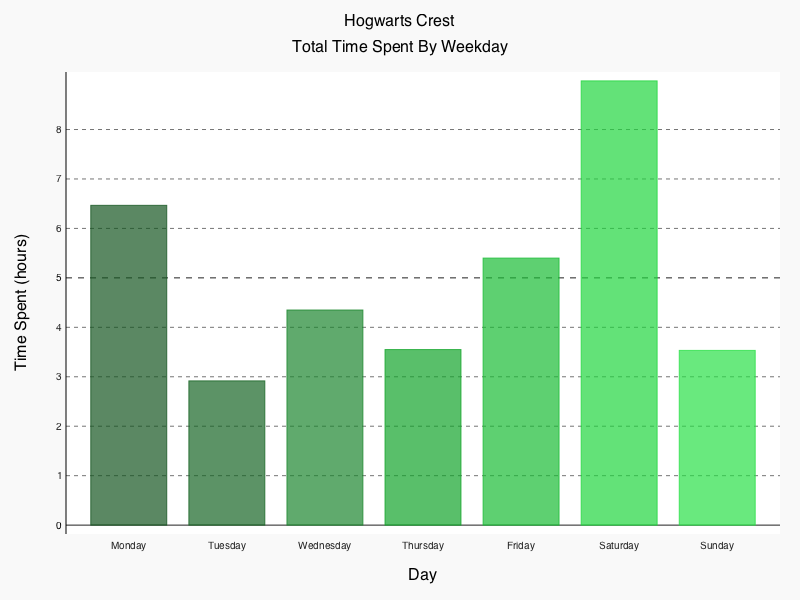 Hogwarts Crest
Total Time Spent By Weekday
Time Spent (hours)
8
7
6
5
4
3
2
1
0
Monday Tuesday Wednesday Thursday Friday Saturday Sunday
Day